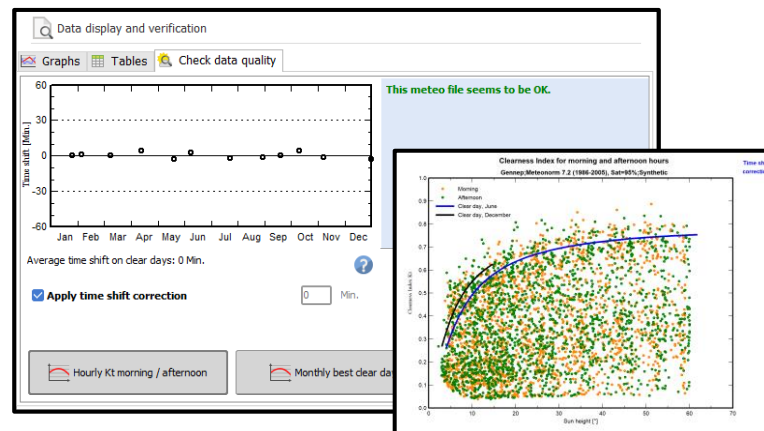 Data display and verification
Graphs Tables Check data quality
This meteo file seems to be OK.
Time shift [Min.]
60
30
0
-30
-60
Jan Feb Mar Apr May Jun Jul Aug Sep Oct Nov Dec
Average time shift on clear days: 0 Min.
Apply time shift correction 0 Min.
Hourly Kt morning / afternoon
Monthly best clear da
Clearness Index for morning and afternoon hours
Gennep;Meteonorm 7.2 (1986-2005), Sat=95%;Synthetic
Time sh
correctio
Morning
Afternoon
Clear day, June
Clear day, December
Clearness Index Kt
1.0
0.9
0.8
0.7
0.6
0.5
0.4
0.3
0.2
0.1
0.0
0 10 20 30 40 50 60 70
Sun height [°]